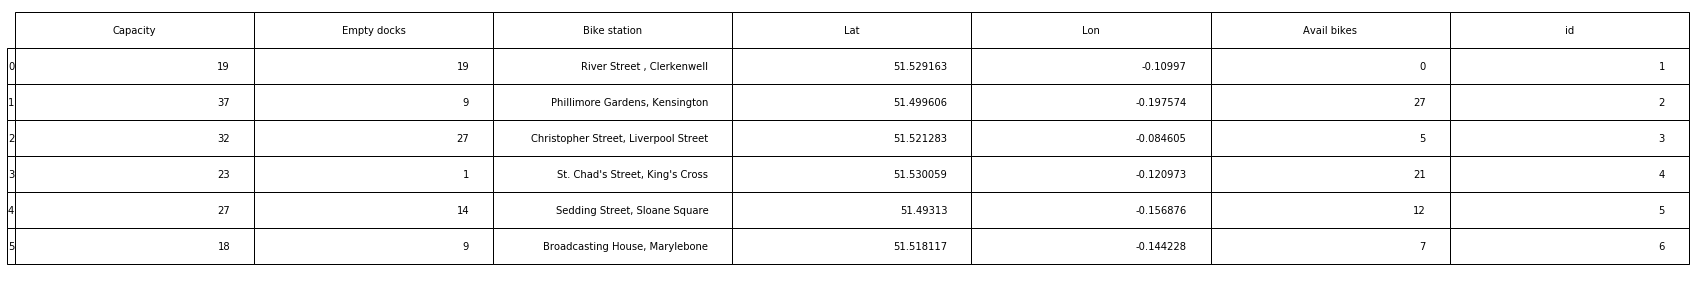 Capacity Empty docks Bike station Lat Lon Avail bikes id
0 19 19 River Street , Clerkenwell 51.529163 -0.10997 0 1
1 37 9 Phillimore Gardens, Kensington 51.499606 -0.197574 27 2
2 32 27 Christopher Street, Liverpool Street 51.521283 -0.084605 5 3
3 23 1 St. Chad's Street, King's Cross 51.530059 -0.120973 21 4
4 27 14 Sedding Street, Sloane Square 51.49313 -0.156876 12 5
5 18 9 Broadcasting House, Marylebone 51.518117 -0.144228 7 6